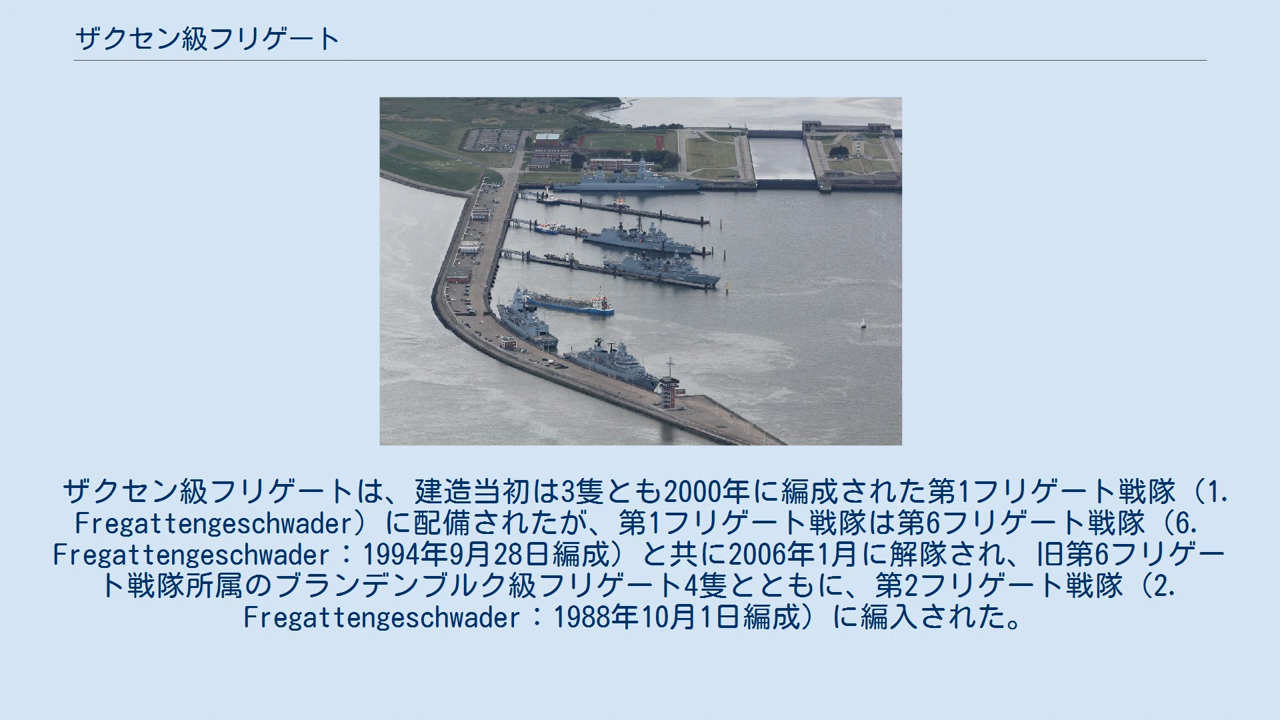 ザクセン級フリゲート
ザクセン級フリゲートは、建造当初は3隻とも2000年に編成された第1フリゲート戦隊（1.
Fregattengeschwader）に配備されたが、第1フリゲート戦隊は第6フリゲート戦隊（6.
Fregattengeschwader：1994年9月28日編成）と共に2006年1月に解隊され、旧第6フリゲー
ト戦隊所属のブランデンブルク級フリゲート4隻とともに、第2フリゲート戦隊（2.
Fregattengeschwader：1988年10月1日編成）に編入された。